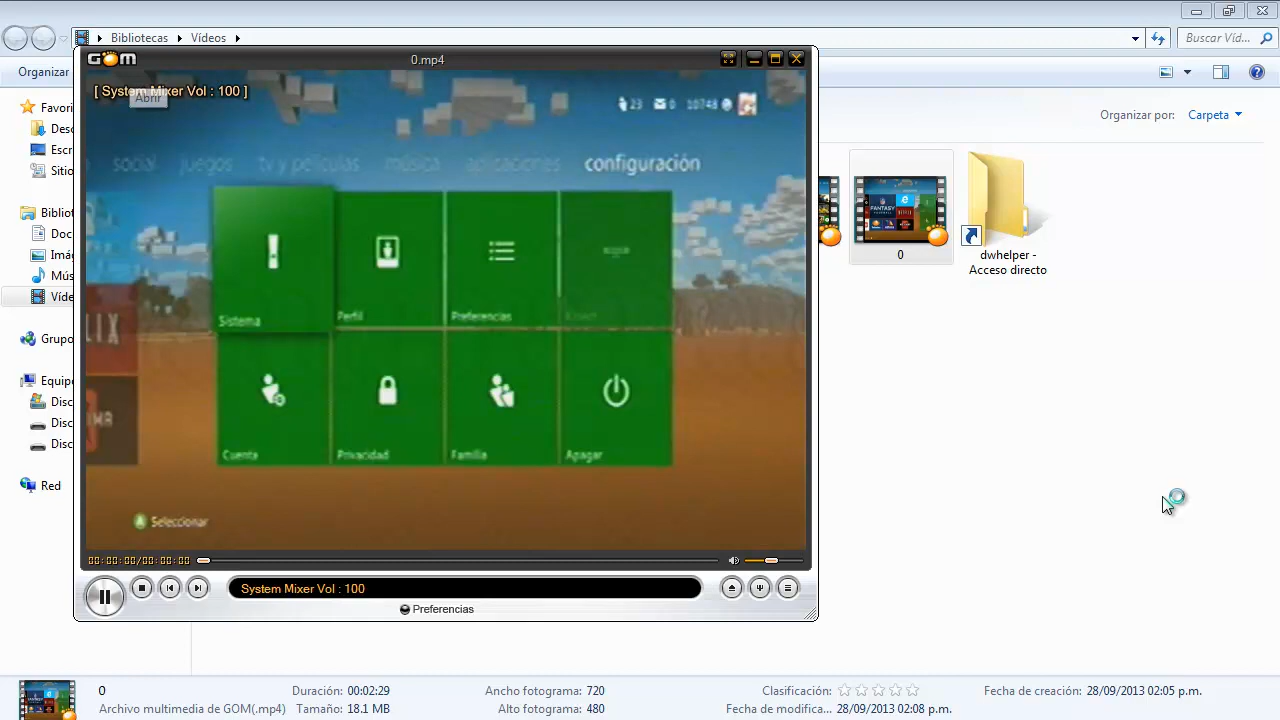 Bibliotecas ▸ Vídeos ▸
Buscar Víd...
Organizar
GOM
0.mp4
[ System Mixer Vol : 100 ]
Abrir
23 0 10748
social juegos tv y películas música aplicaciones configuración
Sistema Perfil Preferencias
Cuenta Privacidad Familia Apagar
A Seleccionar
00:00:00/00:00:00
System Mixer Vol : 100
Preferencias
Favori
Desc
Escri
Sitio
Bibliot
Doc
Imág
Mús
Víde
Grupo
Equipo
Disc
Disc
Disc
Red
Organizar por: Carpeta
0
dwhelper -
Acceso directo
0 Duración: 00:02:29 Ancho fotograma: 720 Clasificación: Fecha de creación: 28/09/2013 02:05 p.m.
Archivo multimedia de GOM(.mp4) Tamaño: 18.1 MB Alto fotograma: 480 Fecha de modifica... 28/09/2013 02:08 p.m.